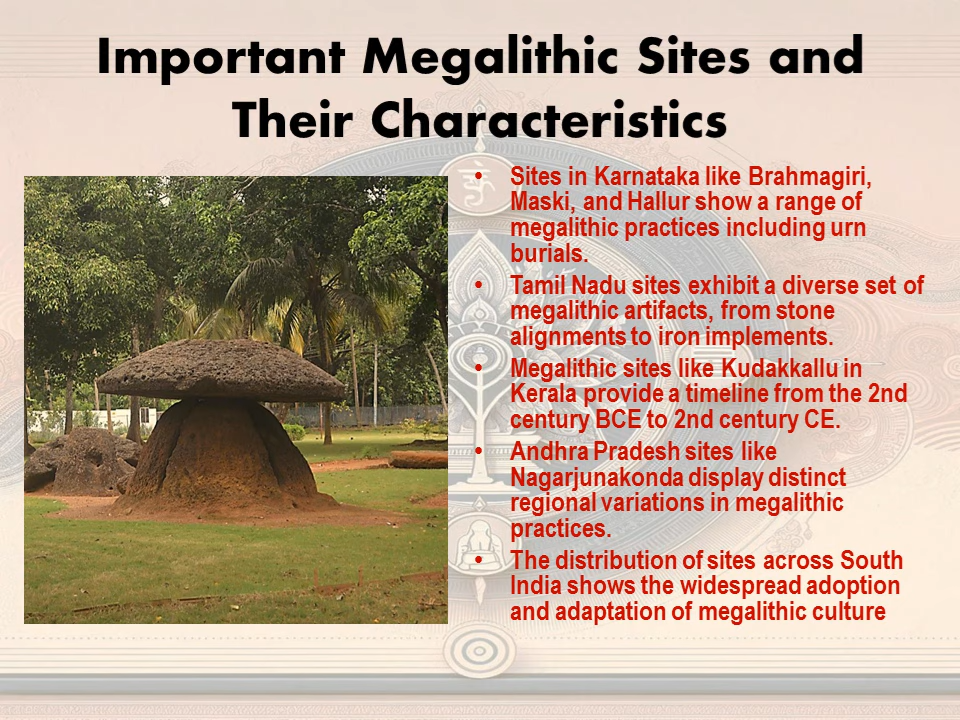 Important Megalithic Sites and
Their Characteristics
• Sites in Karnataka like Brahmagiri,
Maski, and Hallur show a range of
megalithic practices including urn
burials.
• Tamil Nadu sites exhibit a diverse set of
megalithic artifacts, from stone
alignments to iron implements.
• Megalithic sites like Kudakkallu in
Kerala provide a timeline from the 2nd
century BCE to 2nd century CE.
• Andhra Pradesh sites like
Nagarjunakonda display distinct
regional variations in megalithic
practices.
• The distribution of sites across South
India shows the widespread adoption
and adaptation of megalithic culture